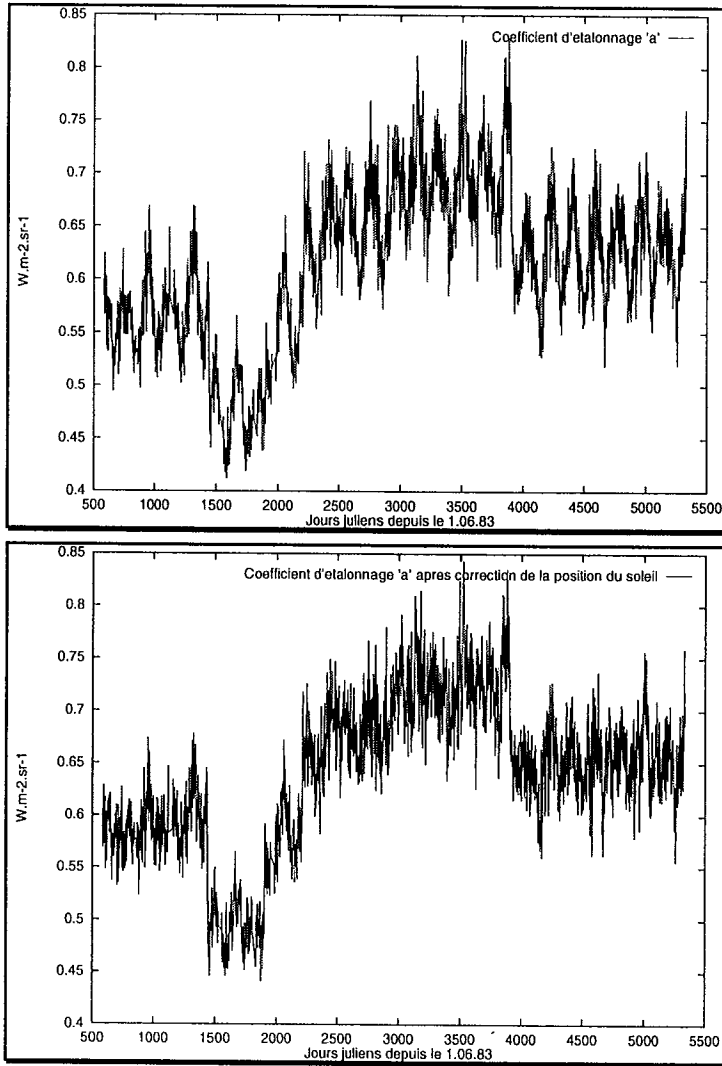 0.85
Coefficient d'etalonnage 'a'
0.8
0.75
0.7
0.65
0.6
0.55
0.5
0.45
0.4
W.m-2.sr-1
500 1000 1500 2000 2500 3000 3500 4000 4500 5000 5500
Jours juliens depuis le 1.06.83
0.85
Coefficient d'etalonnage 'a' apres correction de la position du soleil
0.8
0.75
0.7
0.65
0.6
0.55
0.5
0.45
0.4
W.m-2.sr-1
500 1000 1500 2000 2500 3000 3500 4000 4500 5000 5500
Jours juliens depuis le 1.06.83